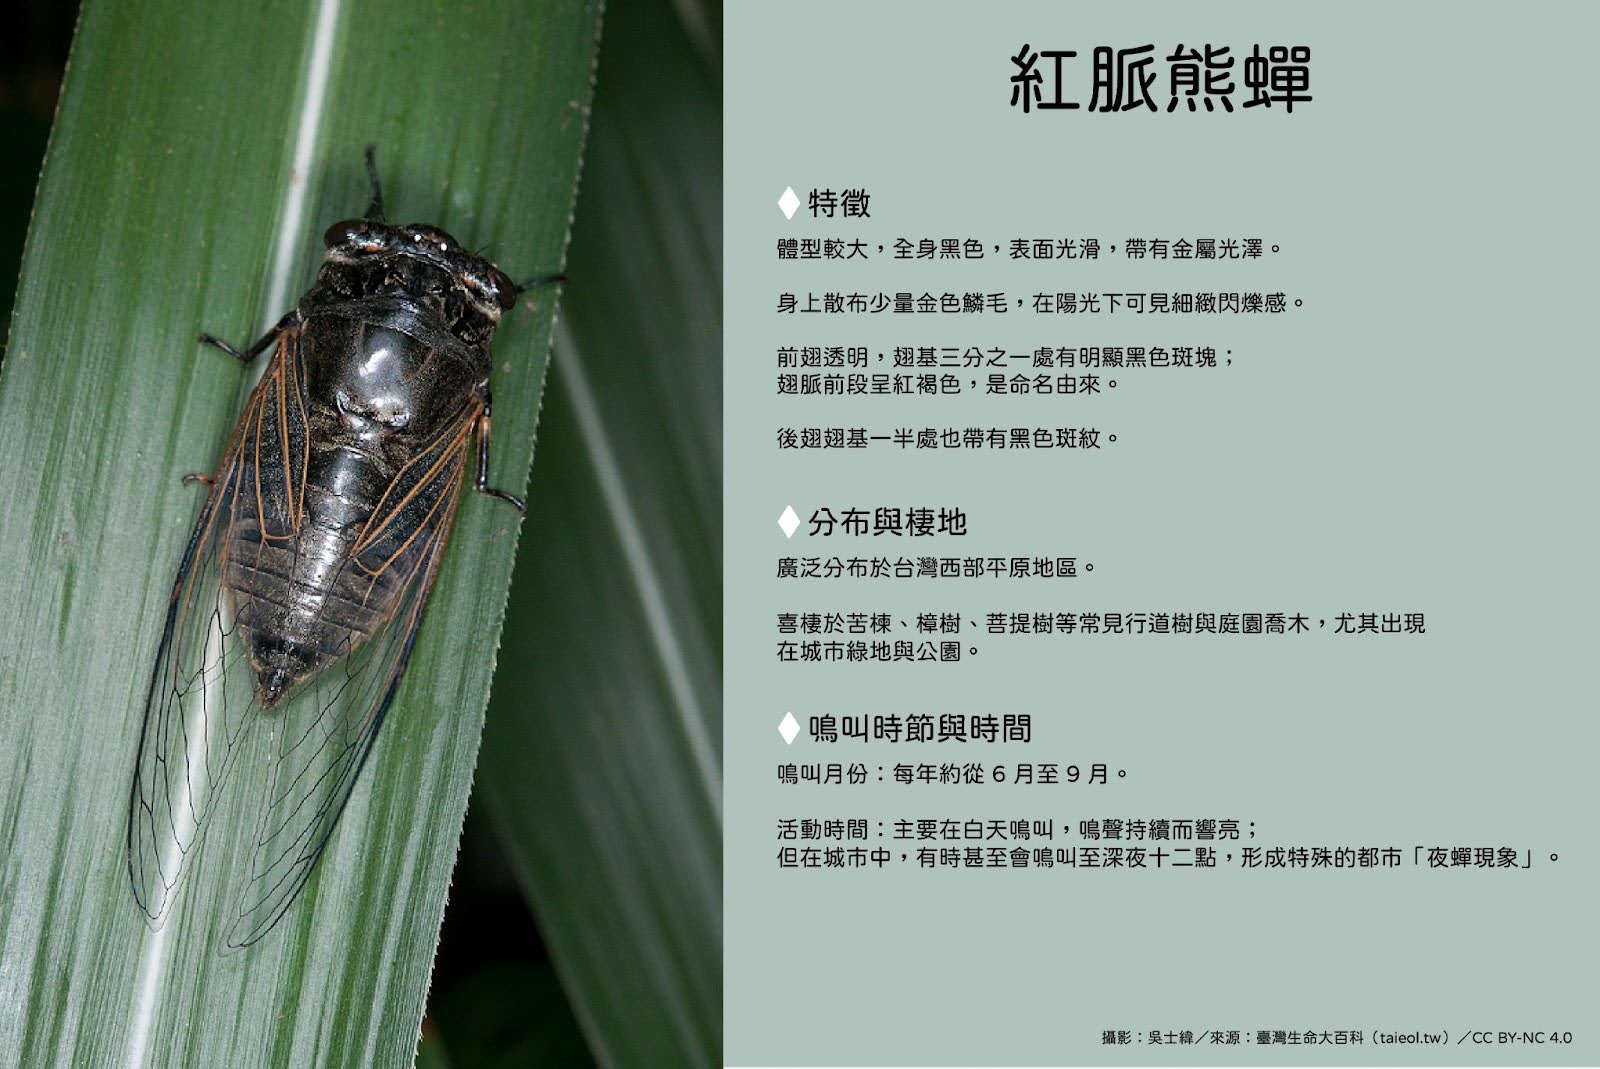 紅脈熊蟬
特徵
體型較大，全身黑色，表面光滑，帶有金屬光澤。
身上散布少量金色鱗毛，在陽光下可見細緻閃爍感。
前翅透明，翅基三分之一處有明顯黑色斑塊；
翅脈前段呈紅褐色，是命名由來。
後翅翅基一半處也帶有黑色斑紋。
分布與棲地
廣泛分布於台灣西部平原地區。
喜棲於苦楝、樟樹、菩提樹等常見行道樹與庭園喬木，尤其出現
在城市綠地與公園。
鳴叫時節與時間
鳴叫月份：每年約從 6 月至 9 月。
活動時間：主要在白天鳴叫，鳴聲持續而響亮；
但在城市中，有時甚至會鳴叫至深夜十二點，形成特殊的都市「夜蟬現象」。
攝影：吳士緯／來源：臺灣生命大百科（taieol.tw）／CC BY-NC 4.0